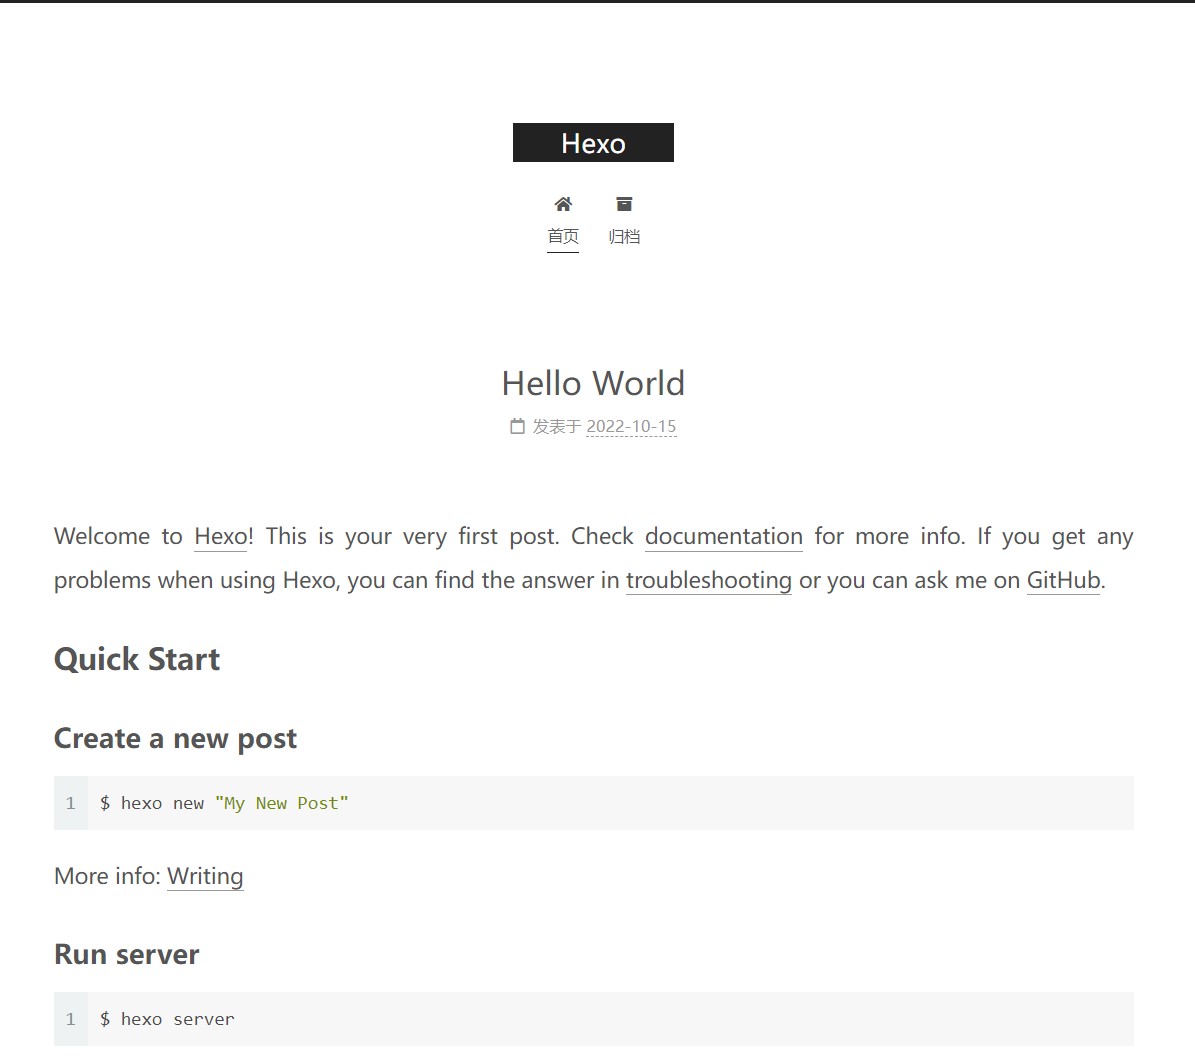 Hexo
首页 归档
Hello World
发表于 2022-10-15
Welcome to Hexo! This is your very first post. Check documentation for more info. If you get any
problems when using Hexo, you can find the answer in troubleshooting or you can ask me on GitHub.
Quick Start
Create a new post
1 $ hexo new "My New Post"
More info: Writing
Run server
1 $ hexo server